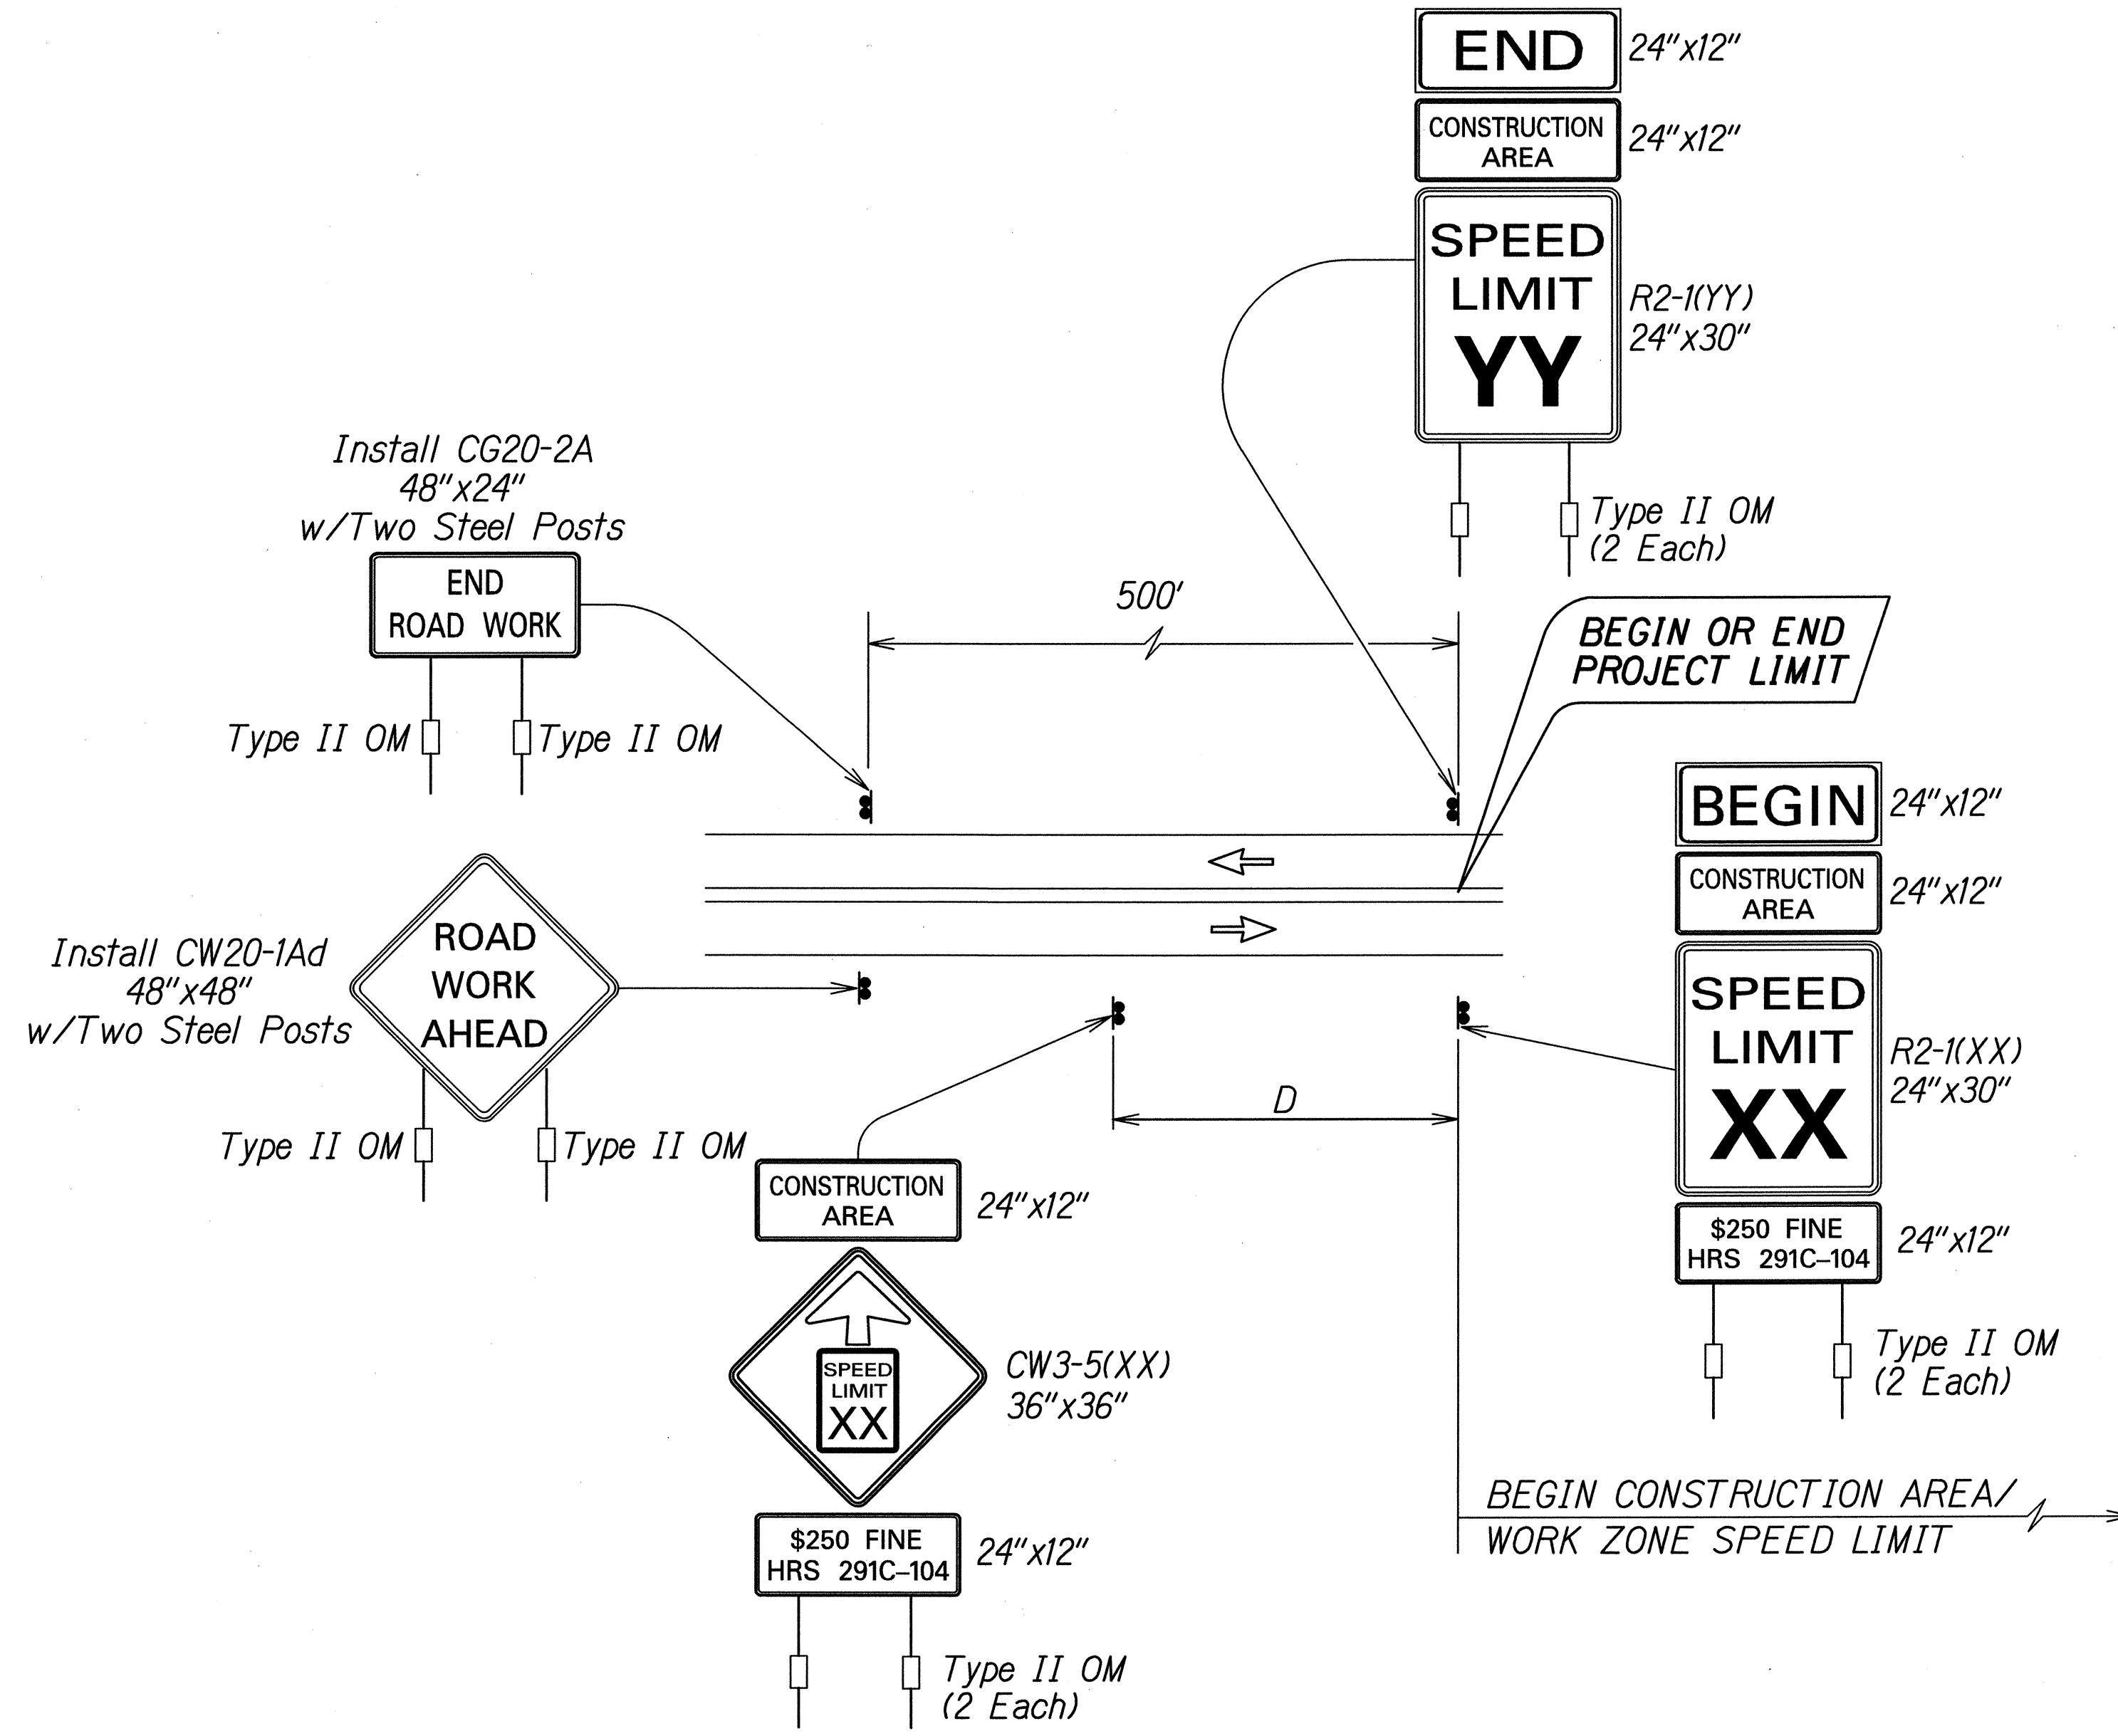 END
24"x12"
CONSTRUCTION
AREA
24"x12"
SPEED
LIMIT
YY
R2-1(YY)
24"x30"
Type II OM
(2 Each)
Install CG20-2A
48"x24"
w/Two Steel Posts
END
ROAD WORK
Type II OM
Type II OM
500'
BEGIN OR END
PROJECT LIMIT
BEGIN
24"x12"
CONSTRUCTION
AREA
24"x12"
SPEED
LIMIT
XX
R2-1(XX)
24"x30"
$250 FINE
HRS 291C–104
24"x12"
Type II OM
(2 Each)
Install CW20-1Ad
48"x48"
w/Two Steel Posts
ROAD
WORK
AHEAD
Type II OM
Type II OM
D
CONSTRUCTION
AREA
24"x12"
SPEED
LIMIT
XX
CW3-5(XX)
36"x36"
$250 FINE
HRS 291C–104
24"x12"
Type II OM
(2 Each)
BEGIN CONSTRUCTION AREA/
WORK ZONE SPEED LIMIT